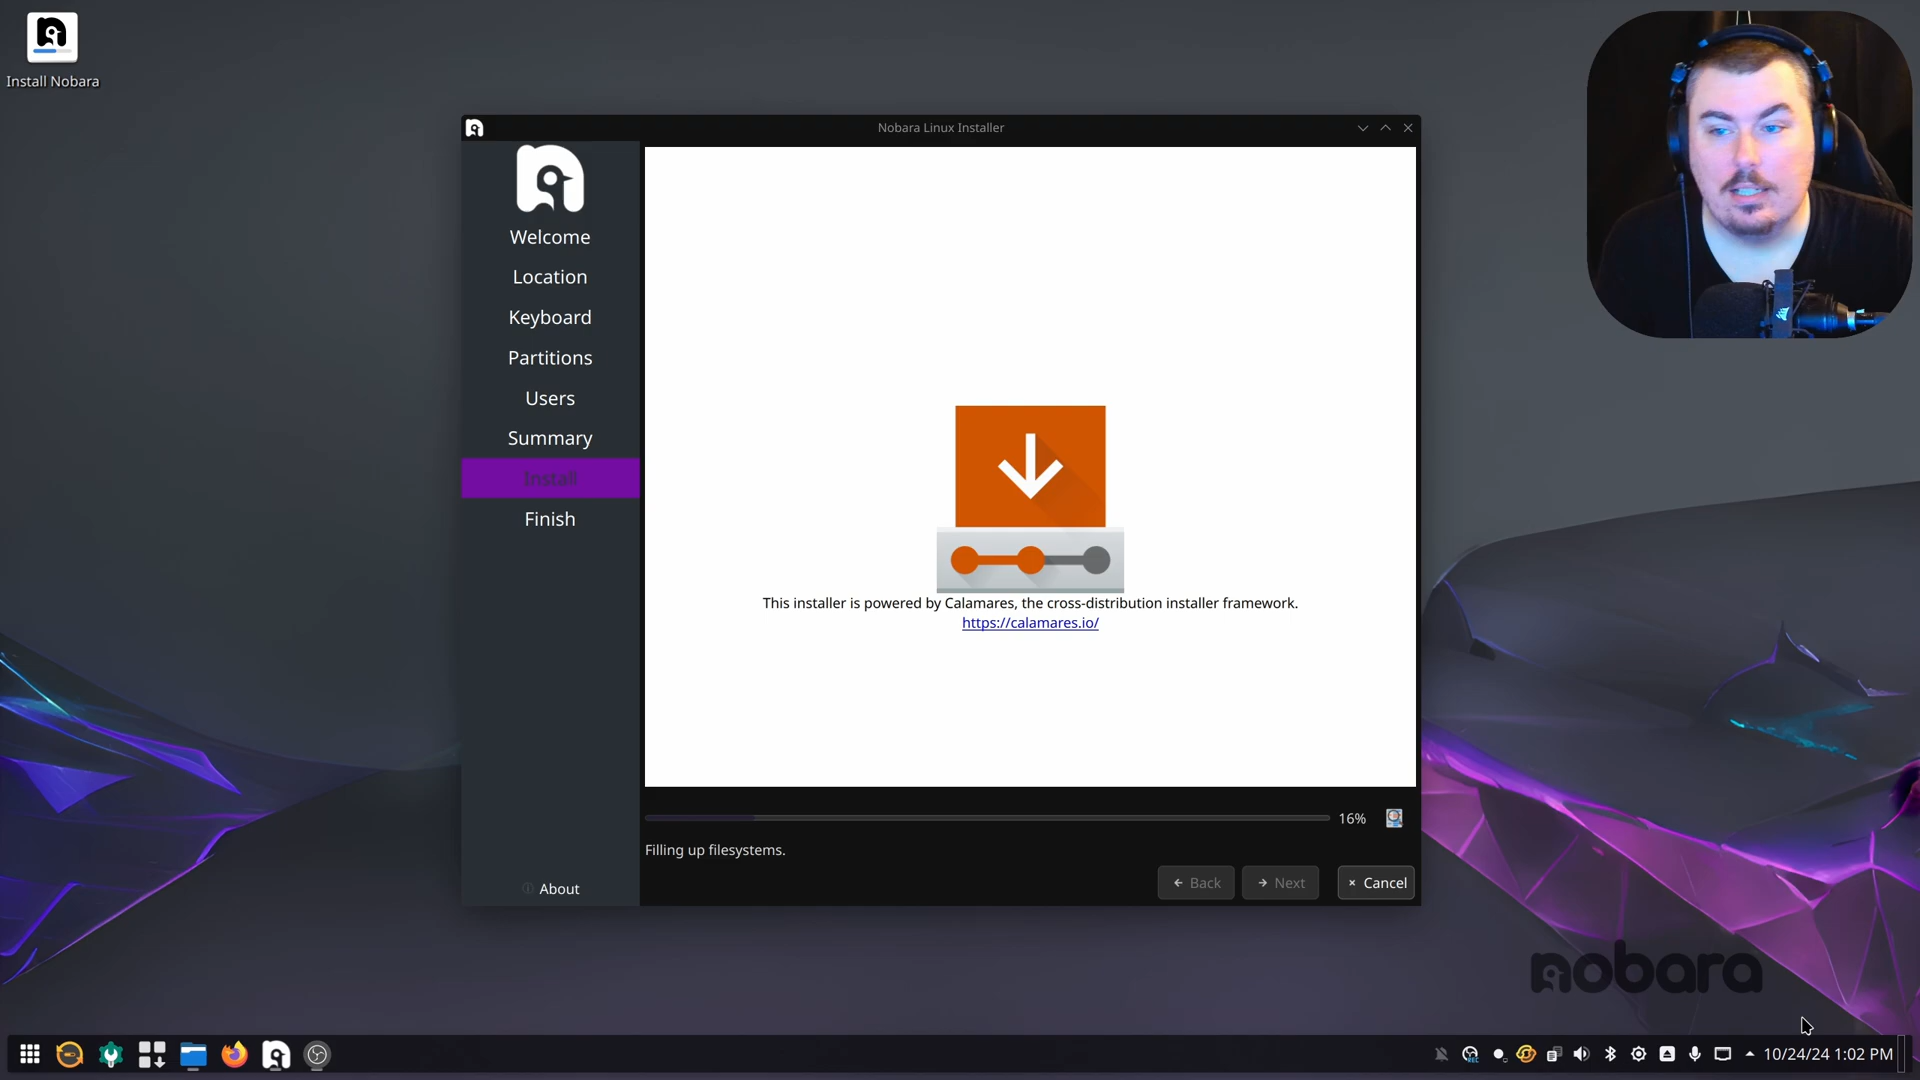 Install Nobara
Nobara Linux Installer
Welcome
Location
Keyboard
Partitions
Users
Summary
Install
Finish
About
This installer is powered by Calamares, the cross-distribution installer framework.
https://calamares.io/
16%
Filling up filesystems.
Back
Next
Cancel
nobara
10/24/24 1:02 PM